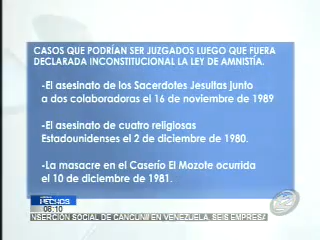 CASOS QUE PODRÍAN SER JUZGADOS LUEGO QUE FUERA
DECLARADA INCONSTITUCIONAL LA LEY DE AMNISTÍA.
-El asesinato de los Sacerdotes Jesuitas junto
a dos colaboradoras el 16 de noviembre de 1989
-El asesinato de cuatro religiosas
Estadounidenses el 2 de diciembre de 1980.
-La masacre en el Caserío El Mozote ocurrida
el 10 de diciembre de 1981.
HECHOS
06:10
NSERCIÓN SOCIAL DE CANCUN// EN VENEZUELA, SEIS EMPRESA